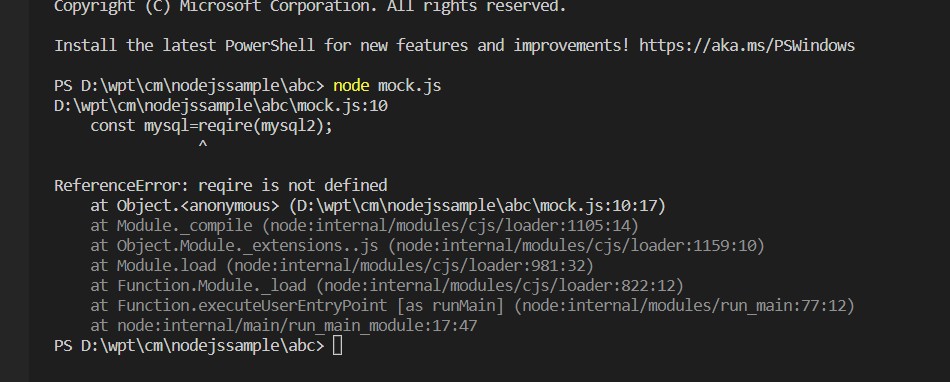 Copyright (C) Microsoft Corporation. All rights reserved.
Install the latest PowerShell for new features and improvements! https://aka.ms/PSWindows
PS D:\wpt\cm\nodejssample\abc> node mock.js
D:\wpt\cm\nodejssample\abc\mock.js:10
    const mysql=reqire(mysql2);
                ^
ReferenceError: reqire is not defined
    at Object.<anonymous> (D:\wpt\cm\nodejssample\abc\mock.js:10:17)
    at Module._compile (node:internal/modules/cjs/loader:1105:14)
    at Object.Module._extensions..js (node:internal/modules/cjs/loader:1159:10)
    at Module.load (node:internal/modules/cjs/loader:981:32)
    at Function.Module._load (node:internal/modules/cjs/loader:822:12)
    at Function.executeUserEntryPoint [as runMain] (node:internal/modules/run_main:77:12)
    at node:internal/main/run_main_module:17:47
PS D:\wpt\cm\nodejssample\abc>